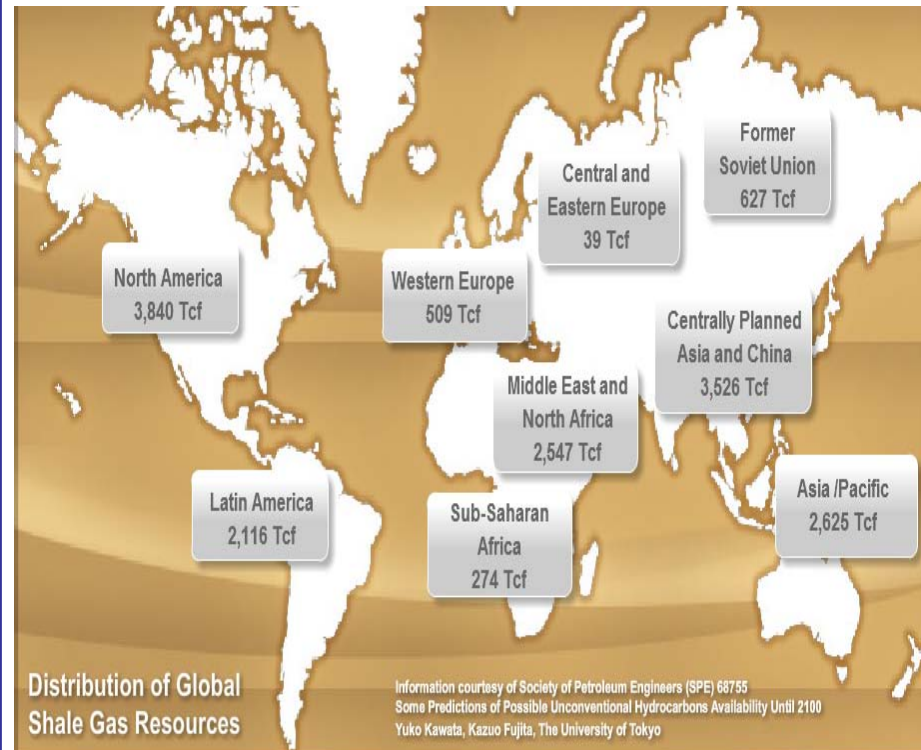 Former
Soviet Union
627 Tcf
Central and
Eastern Europe
39 Tcf
North America
3,840 Tcf
Western Europe
509 Tcf
Centrally Planned
Asia and China
3,526 Tcf
Middle East and
North Africa
2,547 Tcf
Latin America
2,116 Tcf
Sub-Saharan
Africa
274 Tcf
Asia /Pacific
2,625 Tcf
Distribution of Global
Shale Gas Resources
Information courtesy of Society of Petroleum Engineers (SPE) 68755
Some Predictions of Possible Unconventional Hydrocarbons Availability Until 2100
Yuko Kawata, Kazuo Fujita, The University of Tokyo